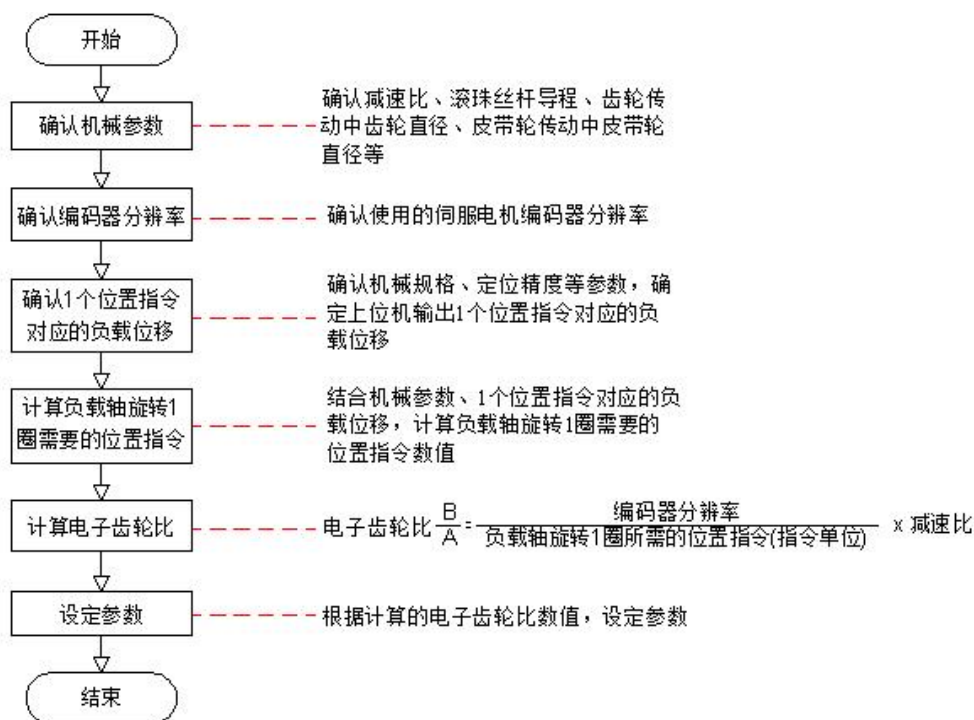 开始
确认机械参数
确认减速比、滚珠丝杆导程、齿轮传
动中齿轮直径、皮带轮传动中皮带轮
直径等
确认编码器分辨率
确认使用的伺服电机编码器分辨率
确认1个位置指令
对应的负载位移
确认机械规格、定位精度等参数，确
定上位机输出1个位置指令对应的负
载位移
计算负载轴旋转1
圈需要的位置指令
结合机械参数、1个位置指令对应的负
载位移，计算负载轴旋转1圈需要的
位置指令数值
计算电子齿轮比
电子齿轮比 B/A = 编码器分辨率 / 负载轴旋转1圈所需的位置指令(指令单位) x 减速比
设定参数
根据计算的电子齿轮比数值，设定参数
结束